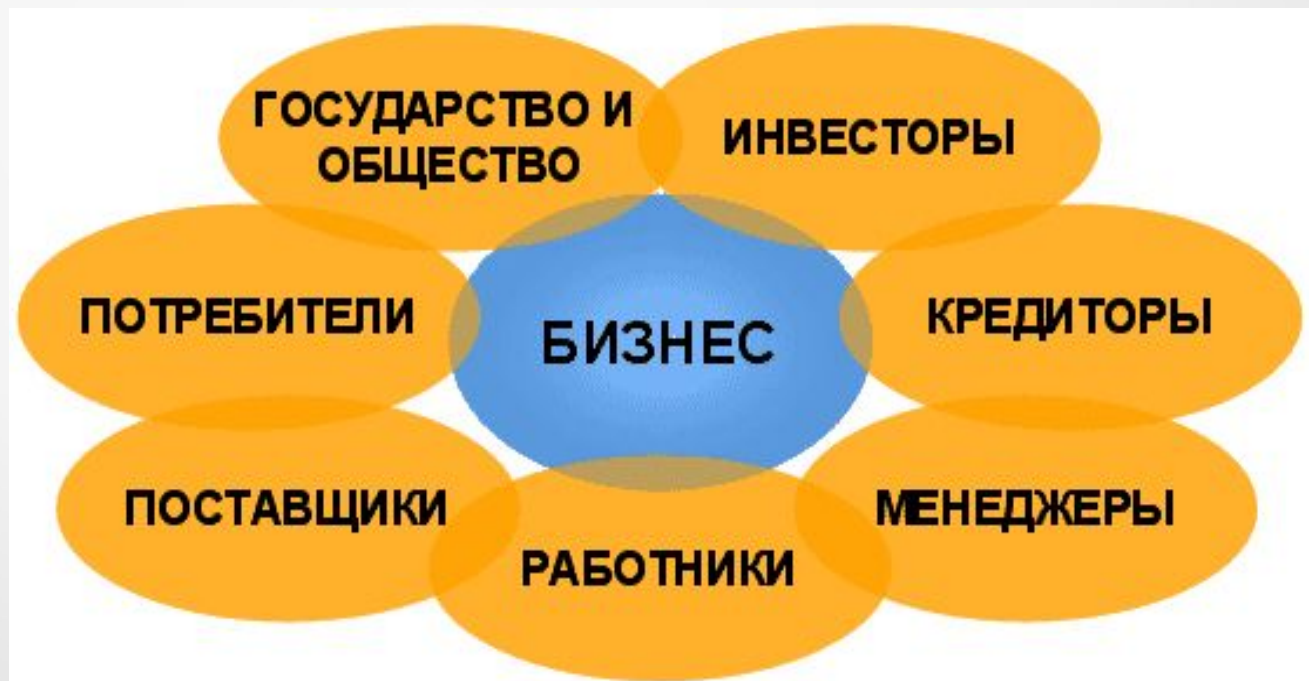 ГОСУДАРСТВО И
ОБЩЕСТВО
ИНВЕСТОРЫ
ПОТРЕБИТЕЛИ
БИЗНЕС
КРЕДИТОРЫ
ПОСТАВЩИКИ
РАБОТНИКИ
МЕНЕДЖЕРЫ